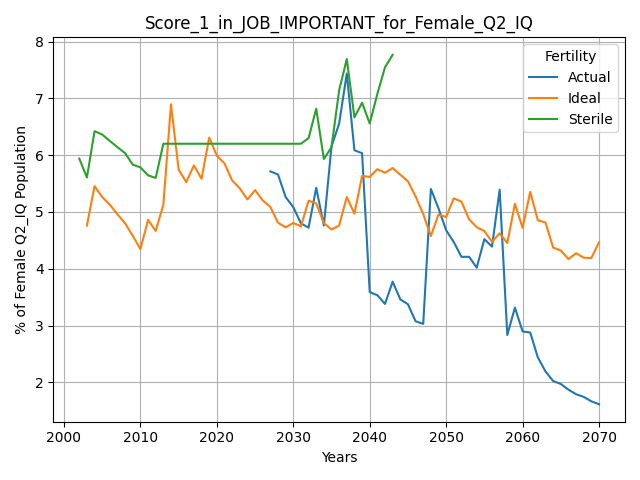 Score_1_in_JOB_IMPORTANT_for_Female_Q2_IQ
Fertility
Actual
Ideal
Sterile
% of Female Q2_IQ Population
8
7
6
5
4
3
2
2000 2010 2020 2030 2040 2050 2060 2070
Years